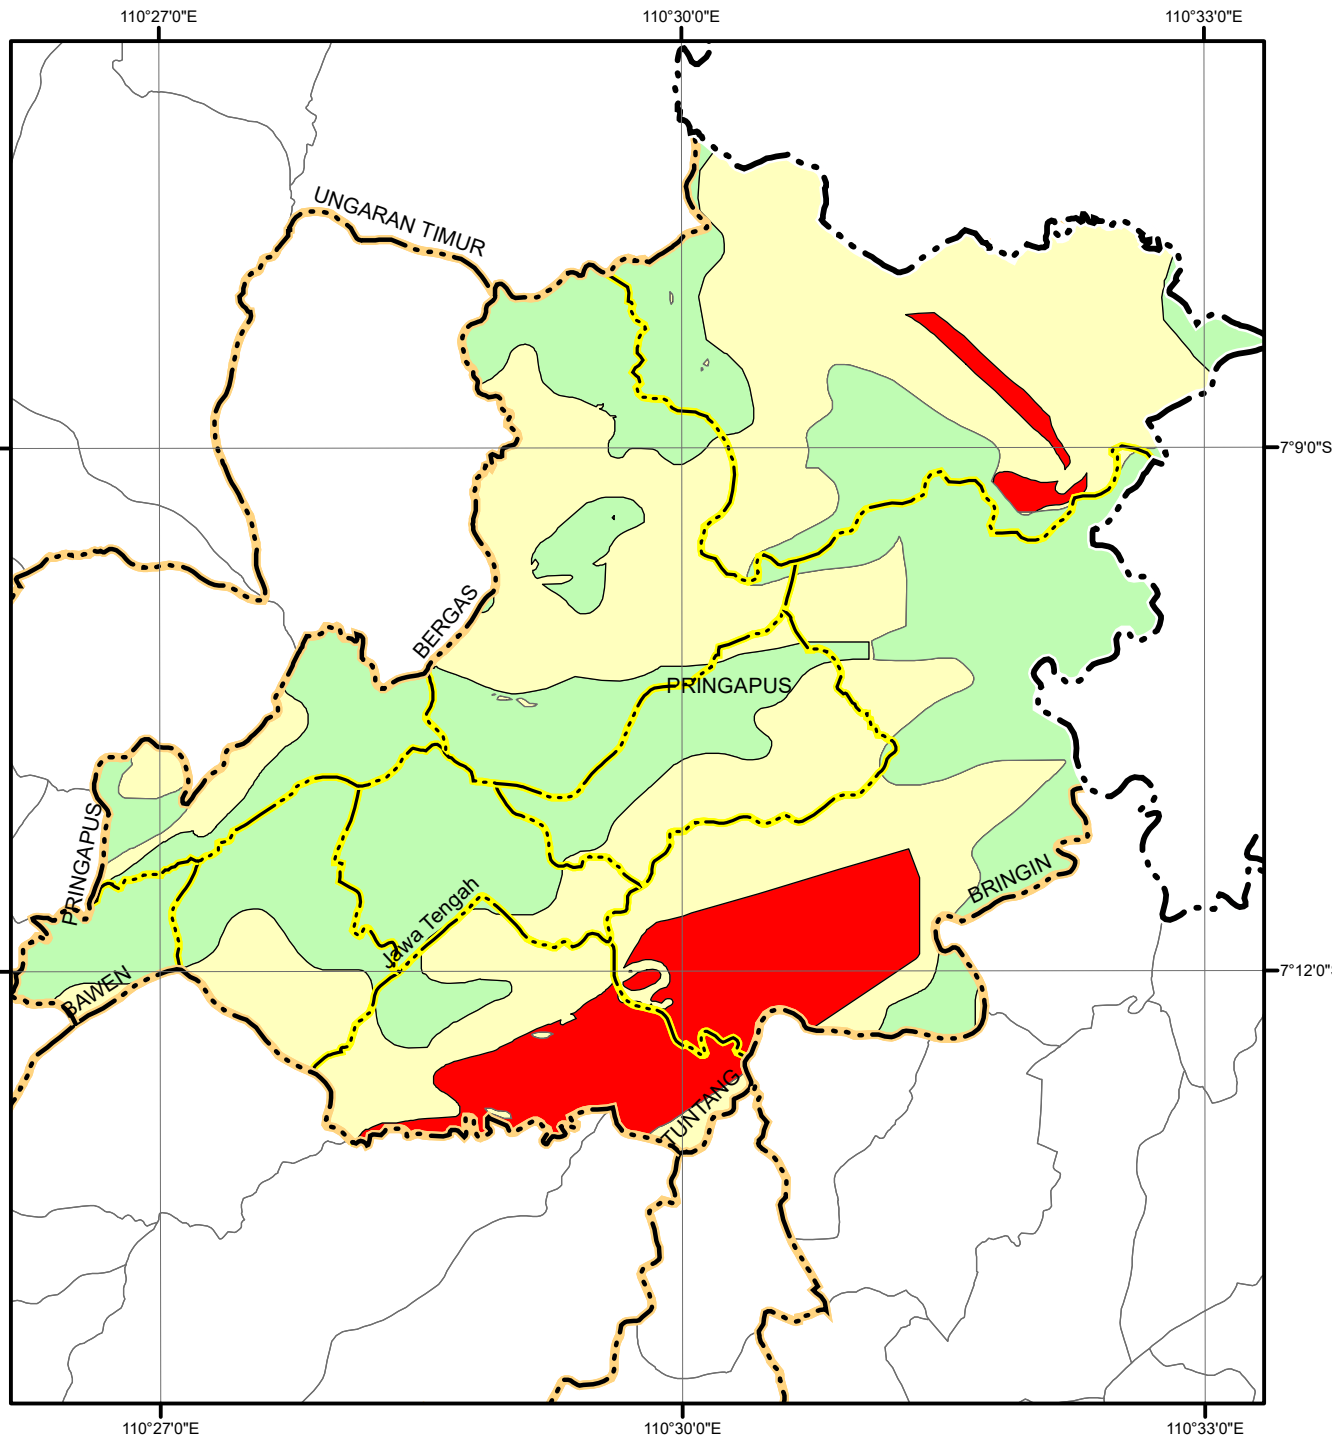 110°27'0"E
110°30'0"E
110°33'0"E
UNGARAN TIMUR
7°9'0"S
BERGAS
PRINGAPUS
PRINGAPUS
BRINGIN
Jawa Tengah
7°12'0"S
BAWEN
TUNTANG
110°27'0"E
110°30'0"E
110°33'0"E